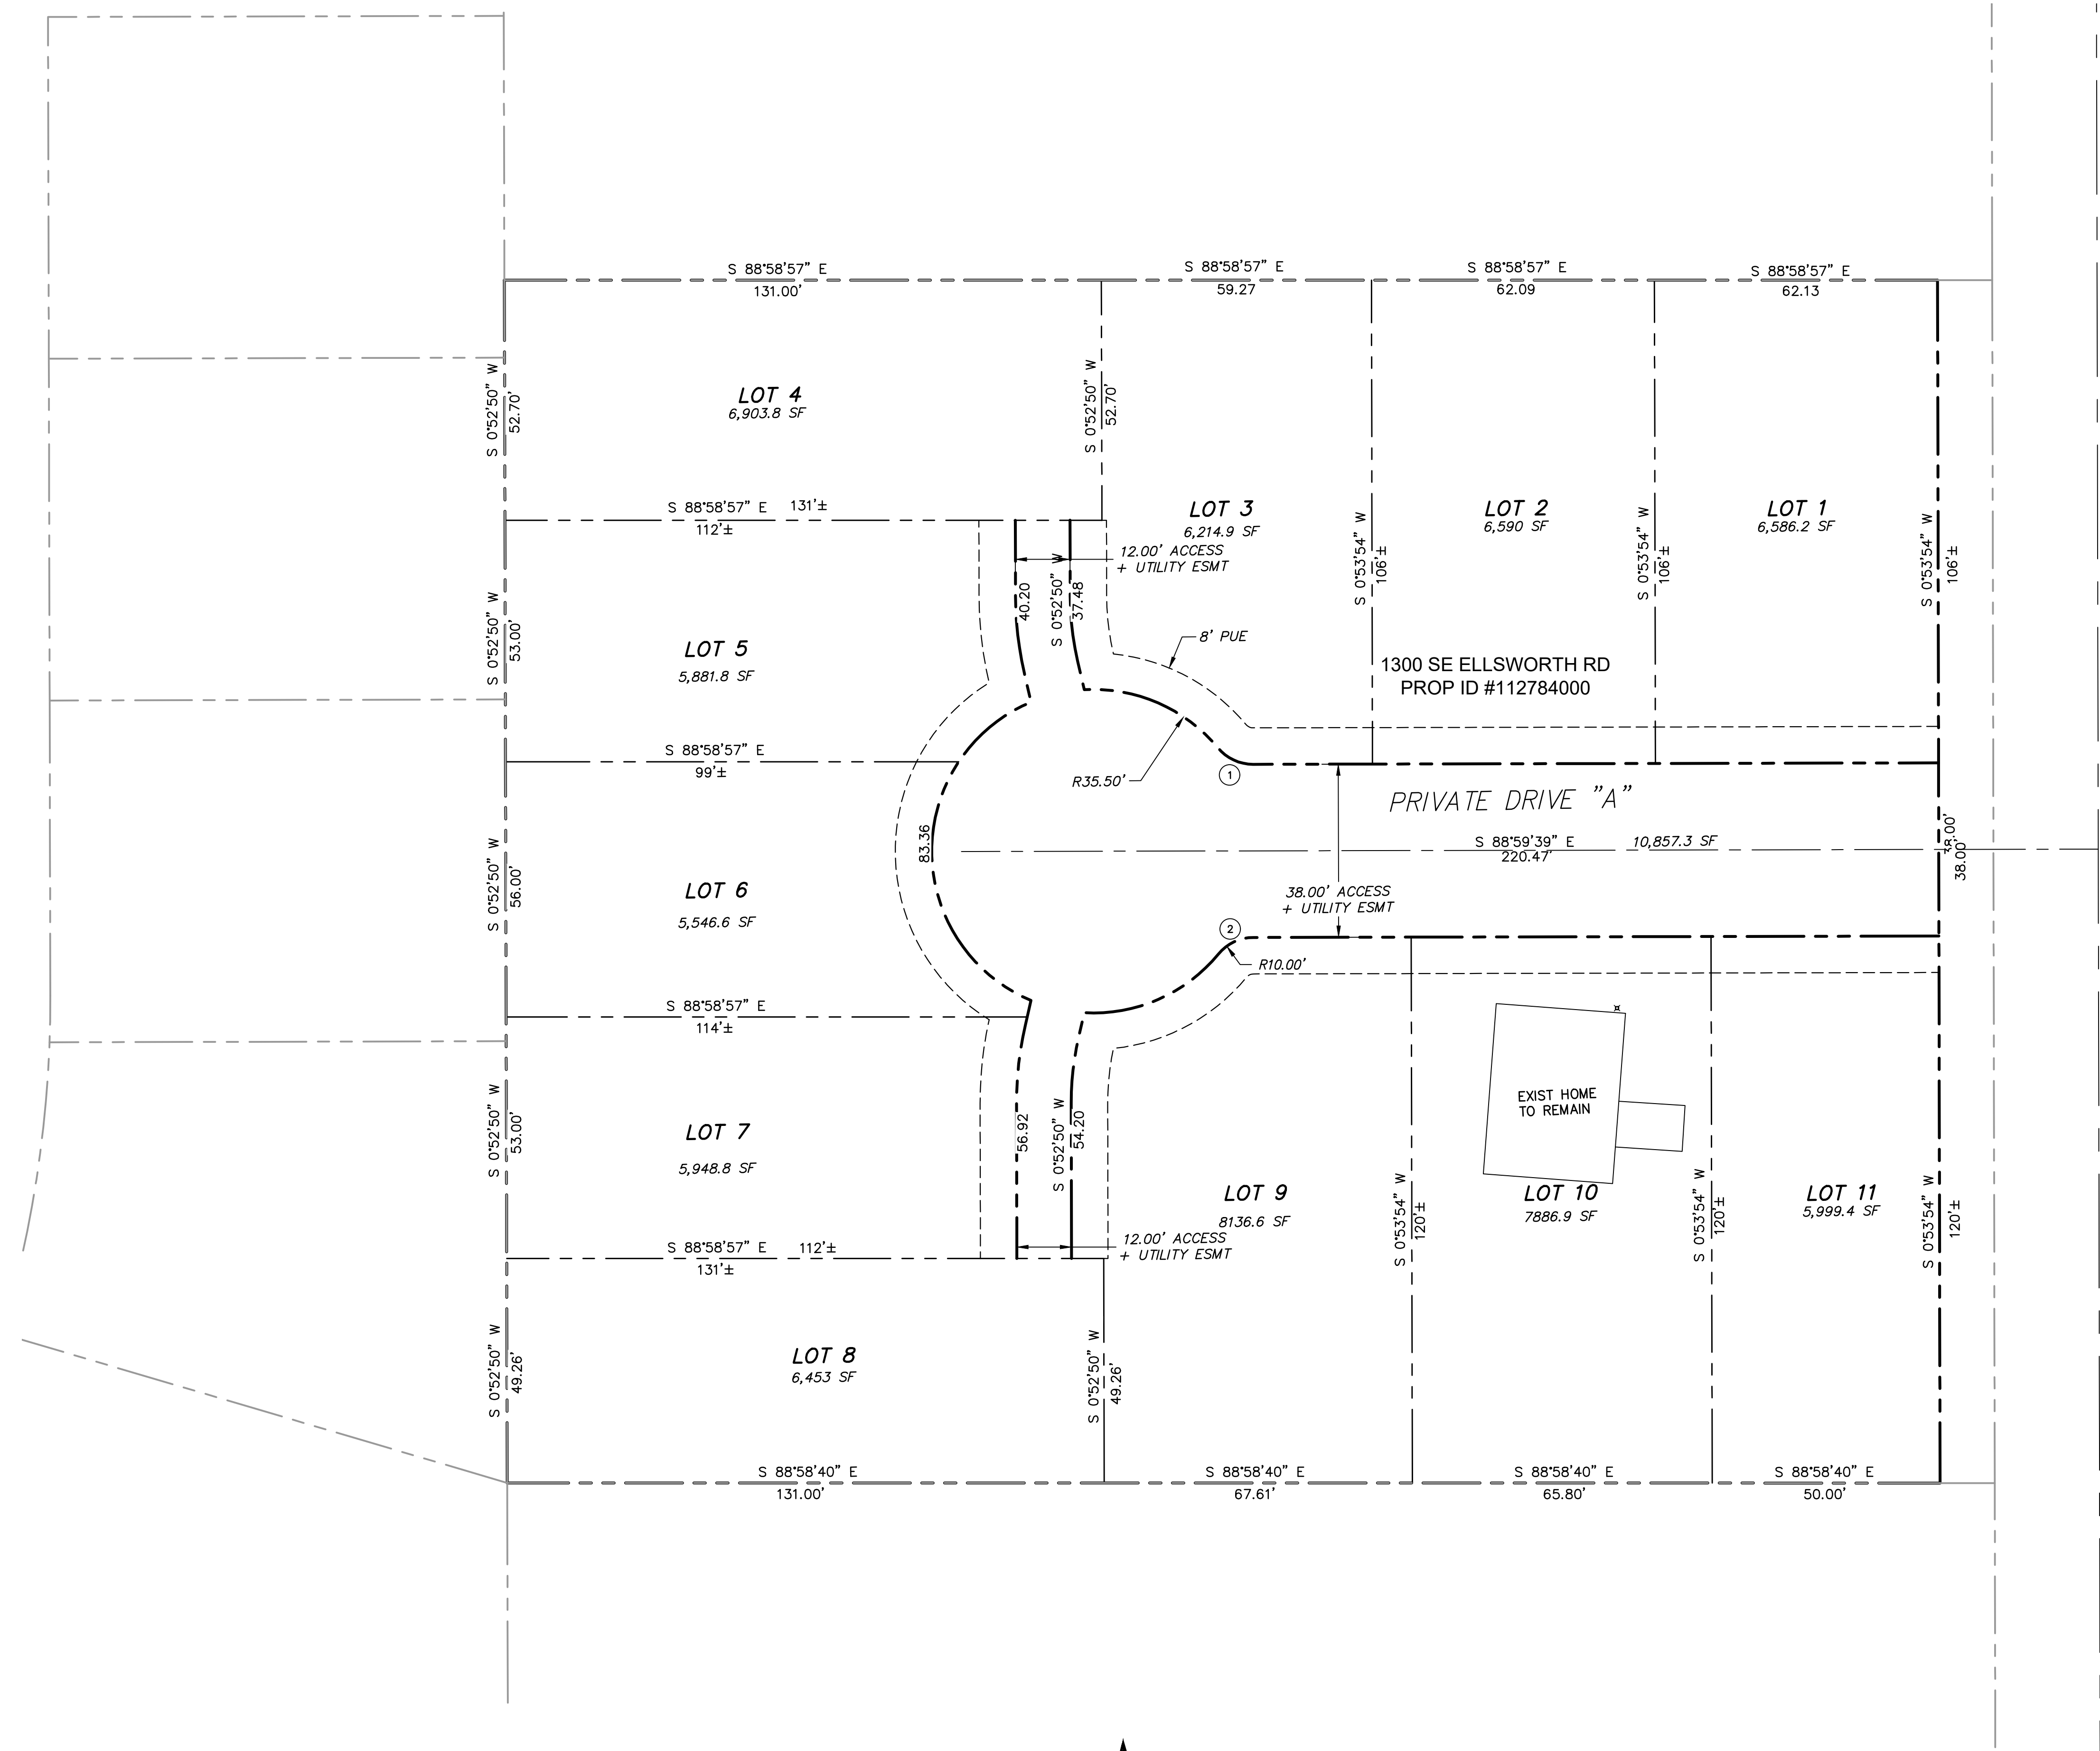 S 88°58'57" E
131.00'
S 88°58'57" E
59.27
S 88°58'57" E
62.09
S 88°58'57" E
62.13
S 0°52'50" W
52.70'
LOT 4
6,903.8 SF
S 0°52'50" W
52.70'
S 88°58'57" E 131'±
112'±
LOT 3
6,214.9 SF
12.00' ACCESS
+ UTILITY ESMT
LOT 2
6,590 SF
LOT 1
6,586.2 SF
S 0°53'54" W
106'±
S 0°53'54" W
106'±
S 0°53'54" W
106'±
S 0°52'50" W
53.00'
LOT 5
5,881.8 SF
40.20
S 0°52'50" W
37.48
8' PUE
1300 SE ELLSWORTH RD
PROP ID #112784000
S 88°58'57" E
99'±
R35.50'
1
PRIVATE DRIVE "A"
S 88°59'39" E
220.47'
10,857.3 SF
38.00'
38.00'
83.36
S 0°52'50" W
56.00'
LOT 6
5,546.6 SF
38.00' ACCESS
+ UTILITY ESMT
2
R10.00'
S 88°58'57" E
114'±
S 0°52'50" W
53.00'
LOT 7
5,948.8 SF
56.92
S 0°52'50" W
54.20
EXIST HOME
TO REMAIN
LOT 9
8136.6 SF
LOT 10
7886.9 SF
LOT 11
5,999.4 SF
S 0°53'54" W
120'±
S 0°53'54" W
120'±
S 0°53'54" W
120'±
12.00' ACCESS
+ UTILITY ESMT
S 88°58'57" E 112'±
131'±
S 0°52'50" W
49.26'
LOT 8
6,453 SF
S 0°52'50" W
49.26'
S 88°58'40" E
131.00'
S 88°58'40" E
67.61'
S 88°58'40" E
65.80'
S 88°58'40" E
50.00'